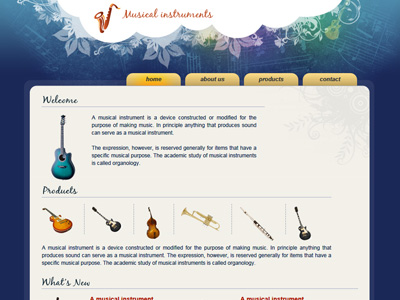 Musical instruments
home about us products contact
Welcome
A musical instrument is a device constructed or modified for the
purpose of making music. In principle anything that produces sound
can serve as a musical instrument.
The expression, however, is reserved generally for items that have a
specific musical purpose. The academic study of musical instruments
is called organology.
Products
A musical instrument is a device constructed or modified for the purpose of making music. In principle anything that
produces sound can serve as a musical instrument. The expression, however, is reserved generally for items that have a
specific musical purpose. The academic study of musical instruments is called organology.
What's New
A musical instrument A musical instrument